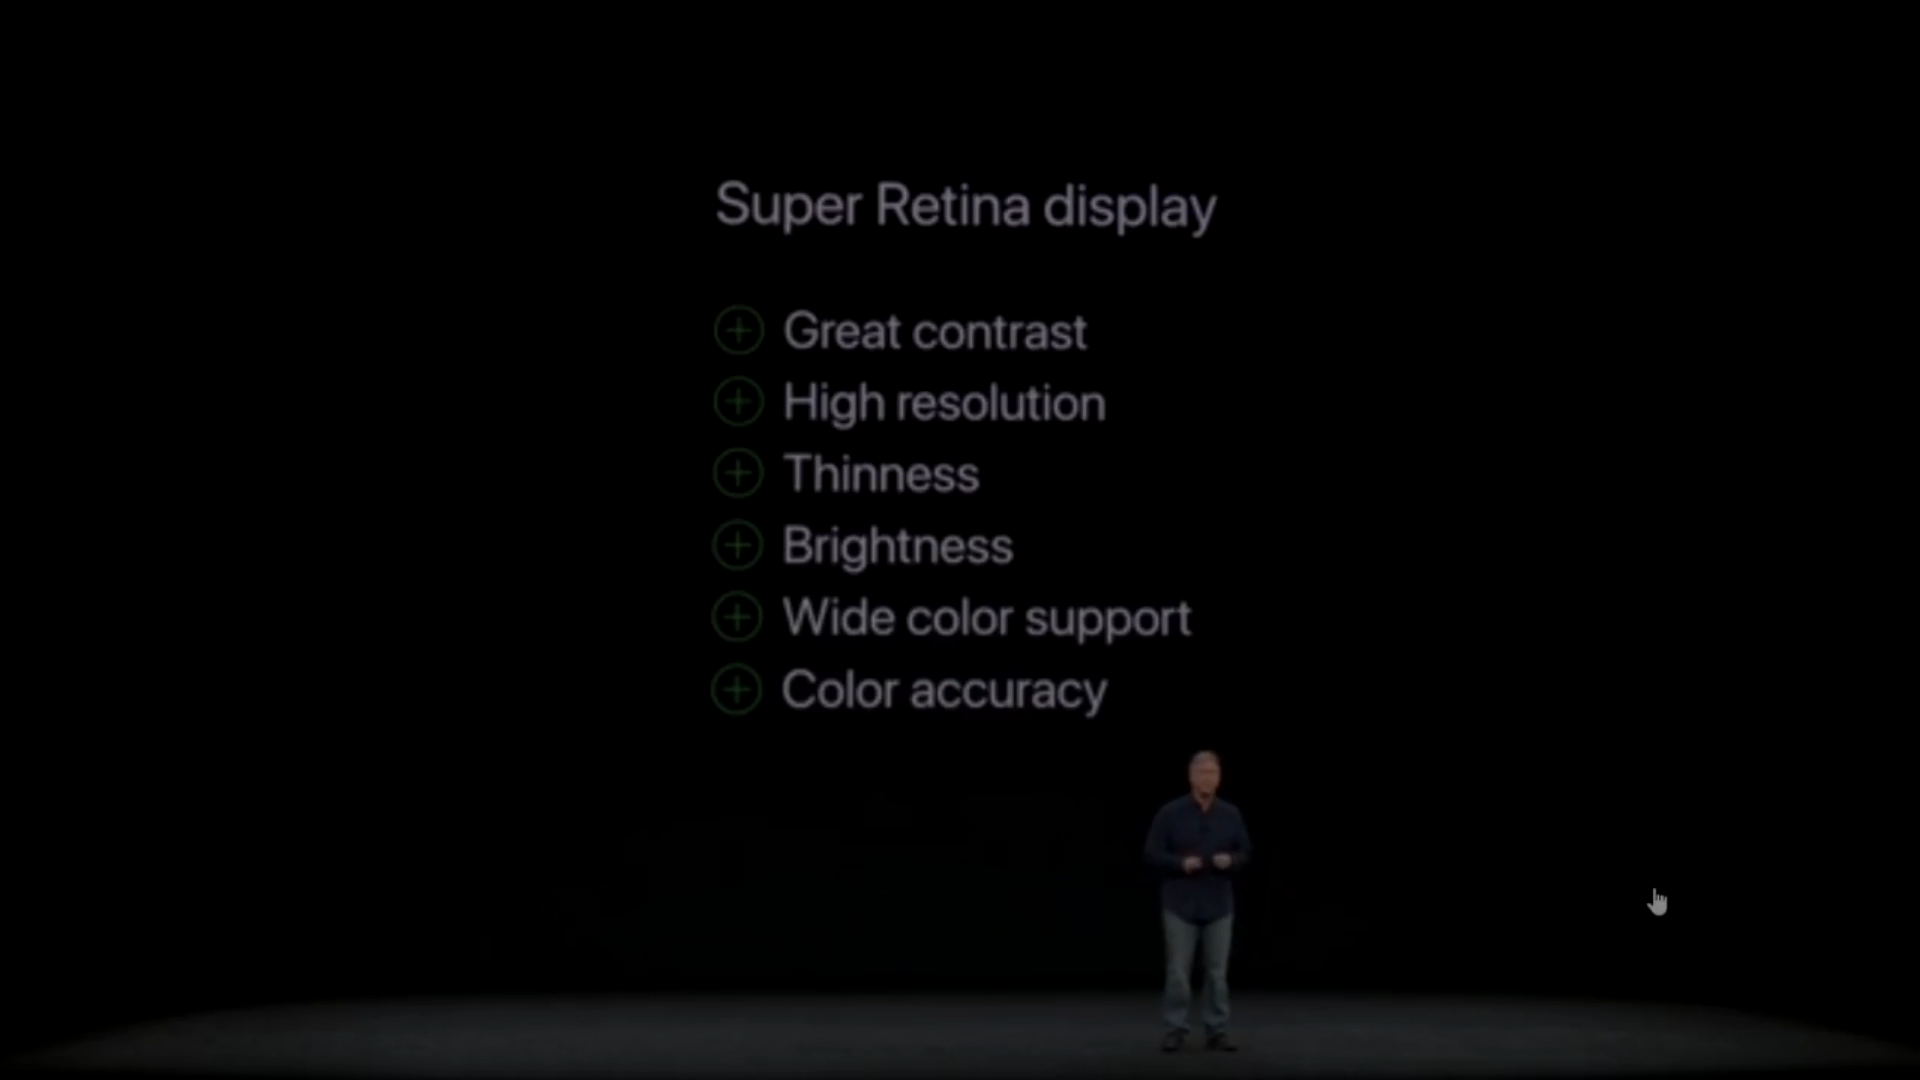 Super Retina display
Great contrast
High resolution
Thinness
Brightness
Wide color support
Color accuracy